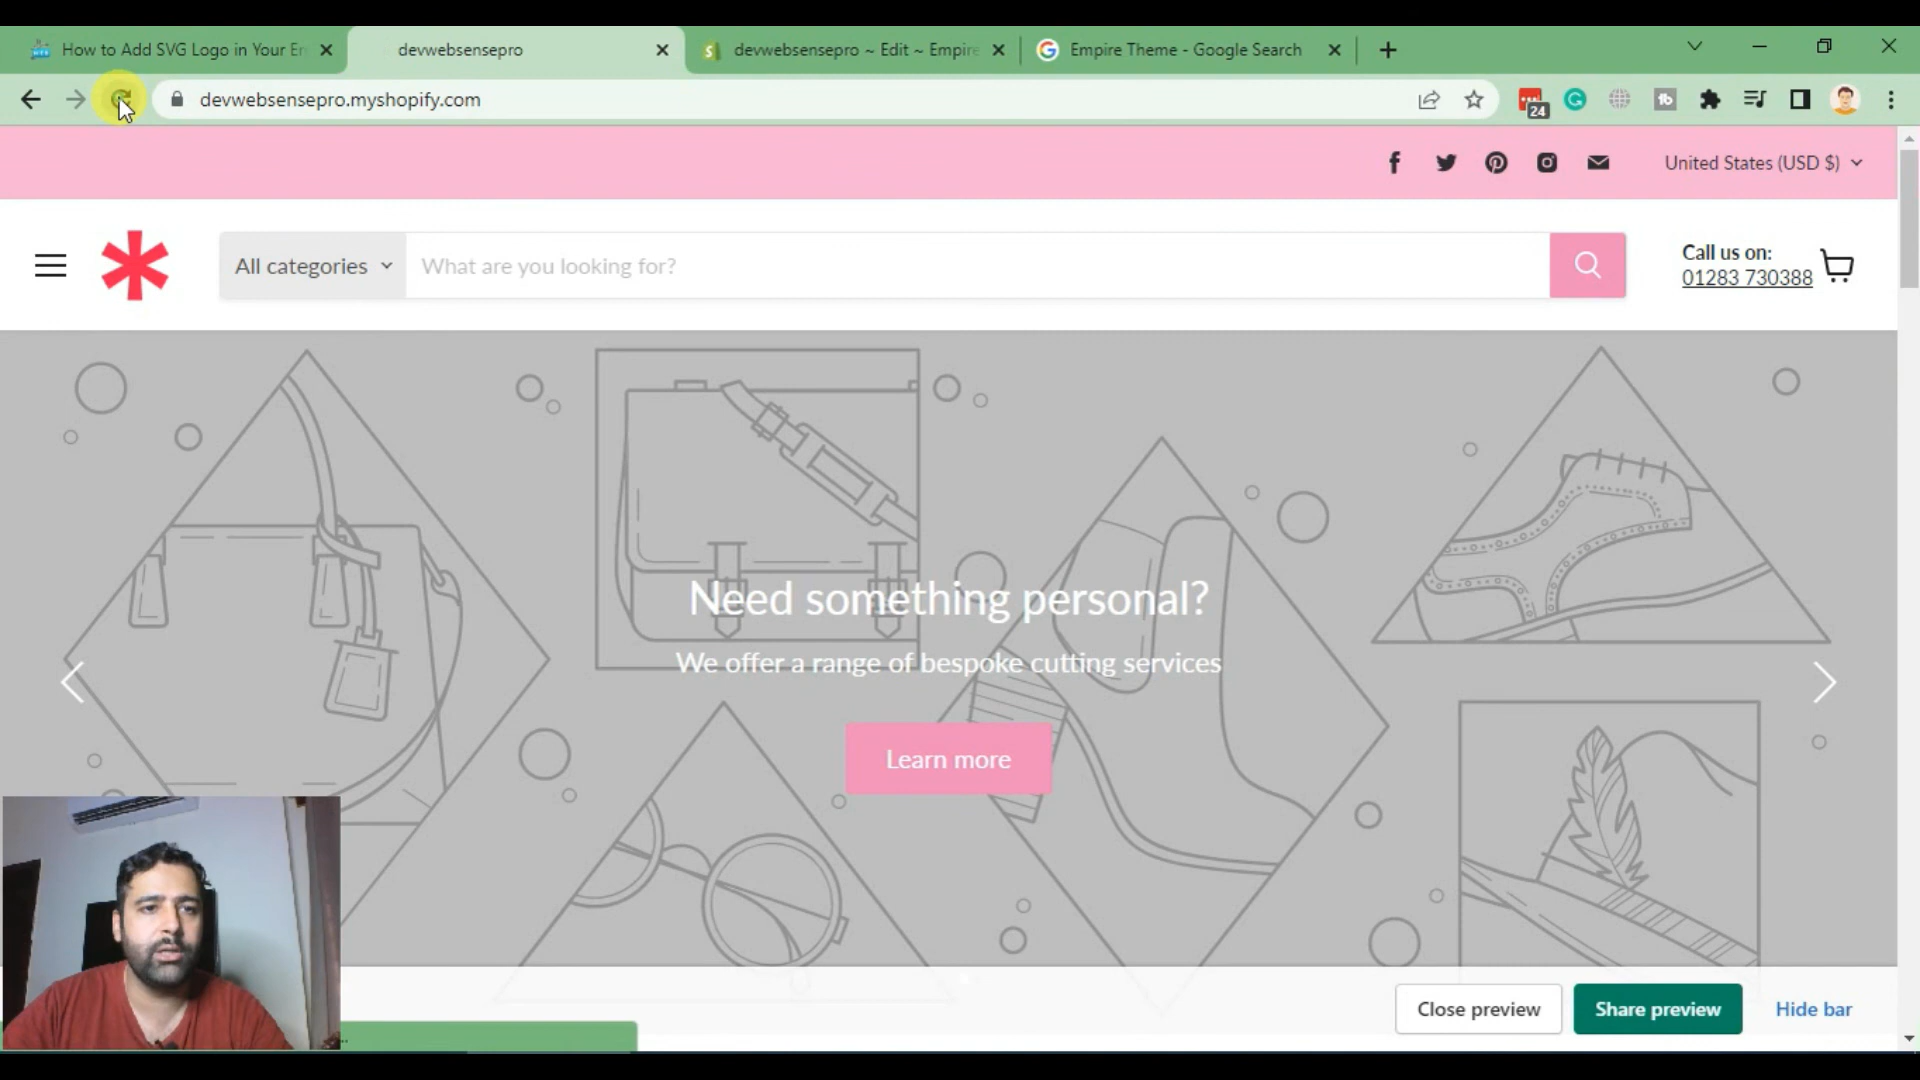 How to Add SVG Logo in Your Er
devwebsensepro
devwebsensepro ~ Edit ~ Empire
Empire Theme - Google Search
devwebsensepro.myshopify.com
24
United States (USD $)
All categories
What are you looking for?
Call us on:
01283 730388
Need something personal?
We offer a range of bespoke cutting services
Learn more
Close preview
Share preview
Hide bar